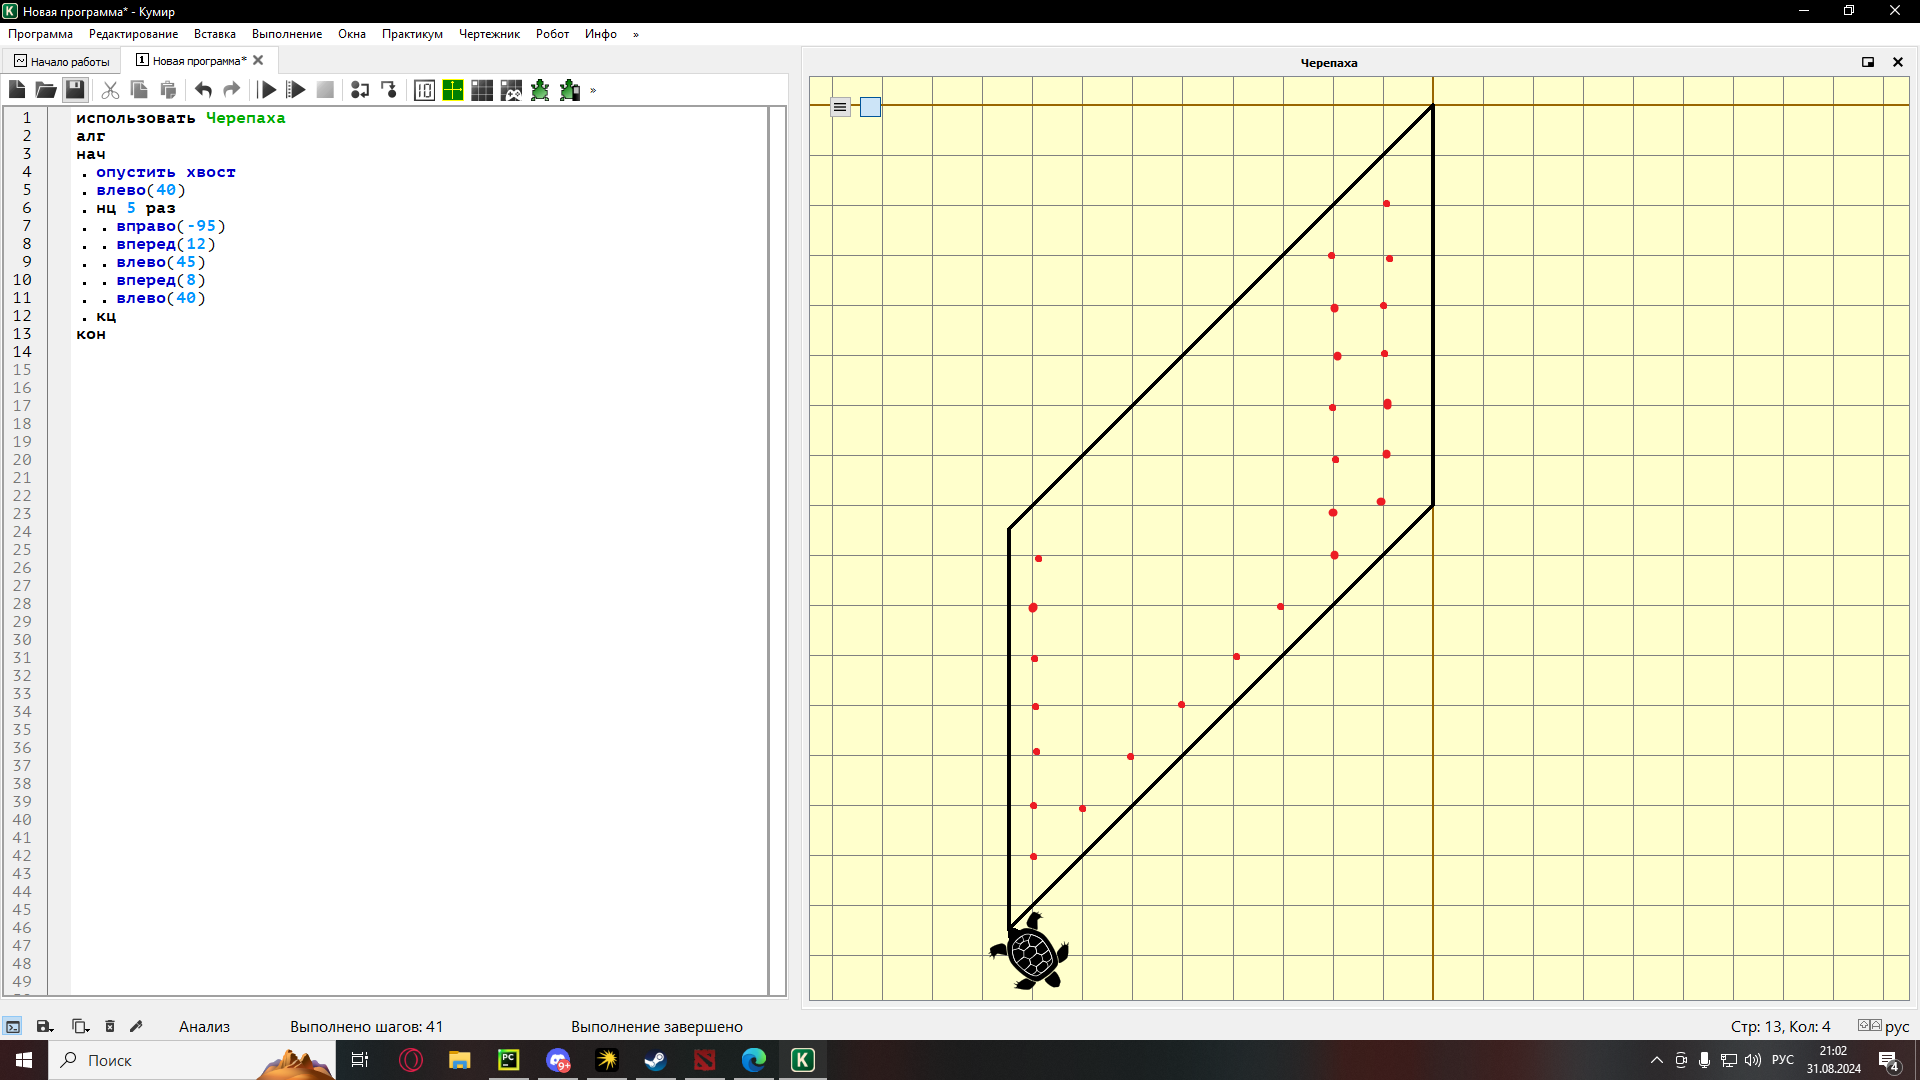 Новая программа* - Кумир
Программа Редактирование Вставка Выполнение Окна Практикум Чертежник Робот Инфо »
Начало работы
1 Новая программа*
Черепаха
»
1 использовать Черепаха
2 алг
3 нач
4 . опустить хвост
5 . влево(40)
6 . нц 5 раз
7 . . вправо(-95)
8 . . вперед(12)
9 . . влево(45)
10 . . вперед(8)
11 . . влево(40)
12 . кц
13 кон
14
15
16
17
18
19
20
21
22
23
24
25
26
27
28
29
30
31
32
33
34
35
36
37
38
39
40
41
42
43
44
45
46
47
48
49
Анализ Выполнено шагов: 41 Выполнение завершено Стр: 13, Кол: 4 рус
Поиск
PC
9+
K
РУС
21:02
31.08.2024
4